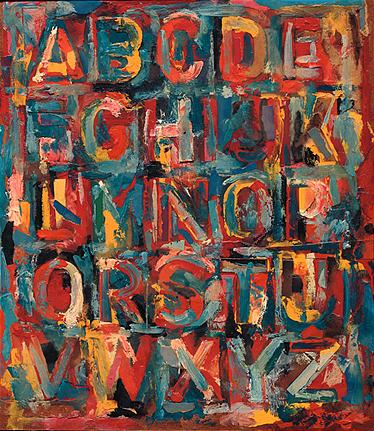 ABCDE
FGHIJK
LMNOP
QRSTU
VWXYZ